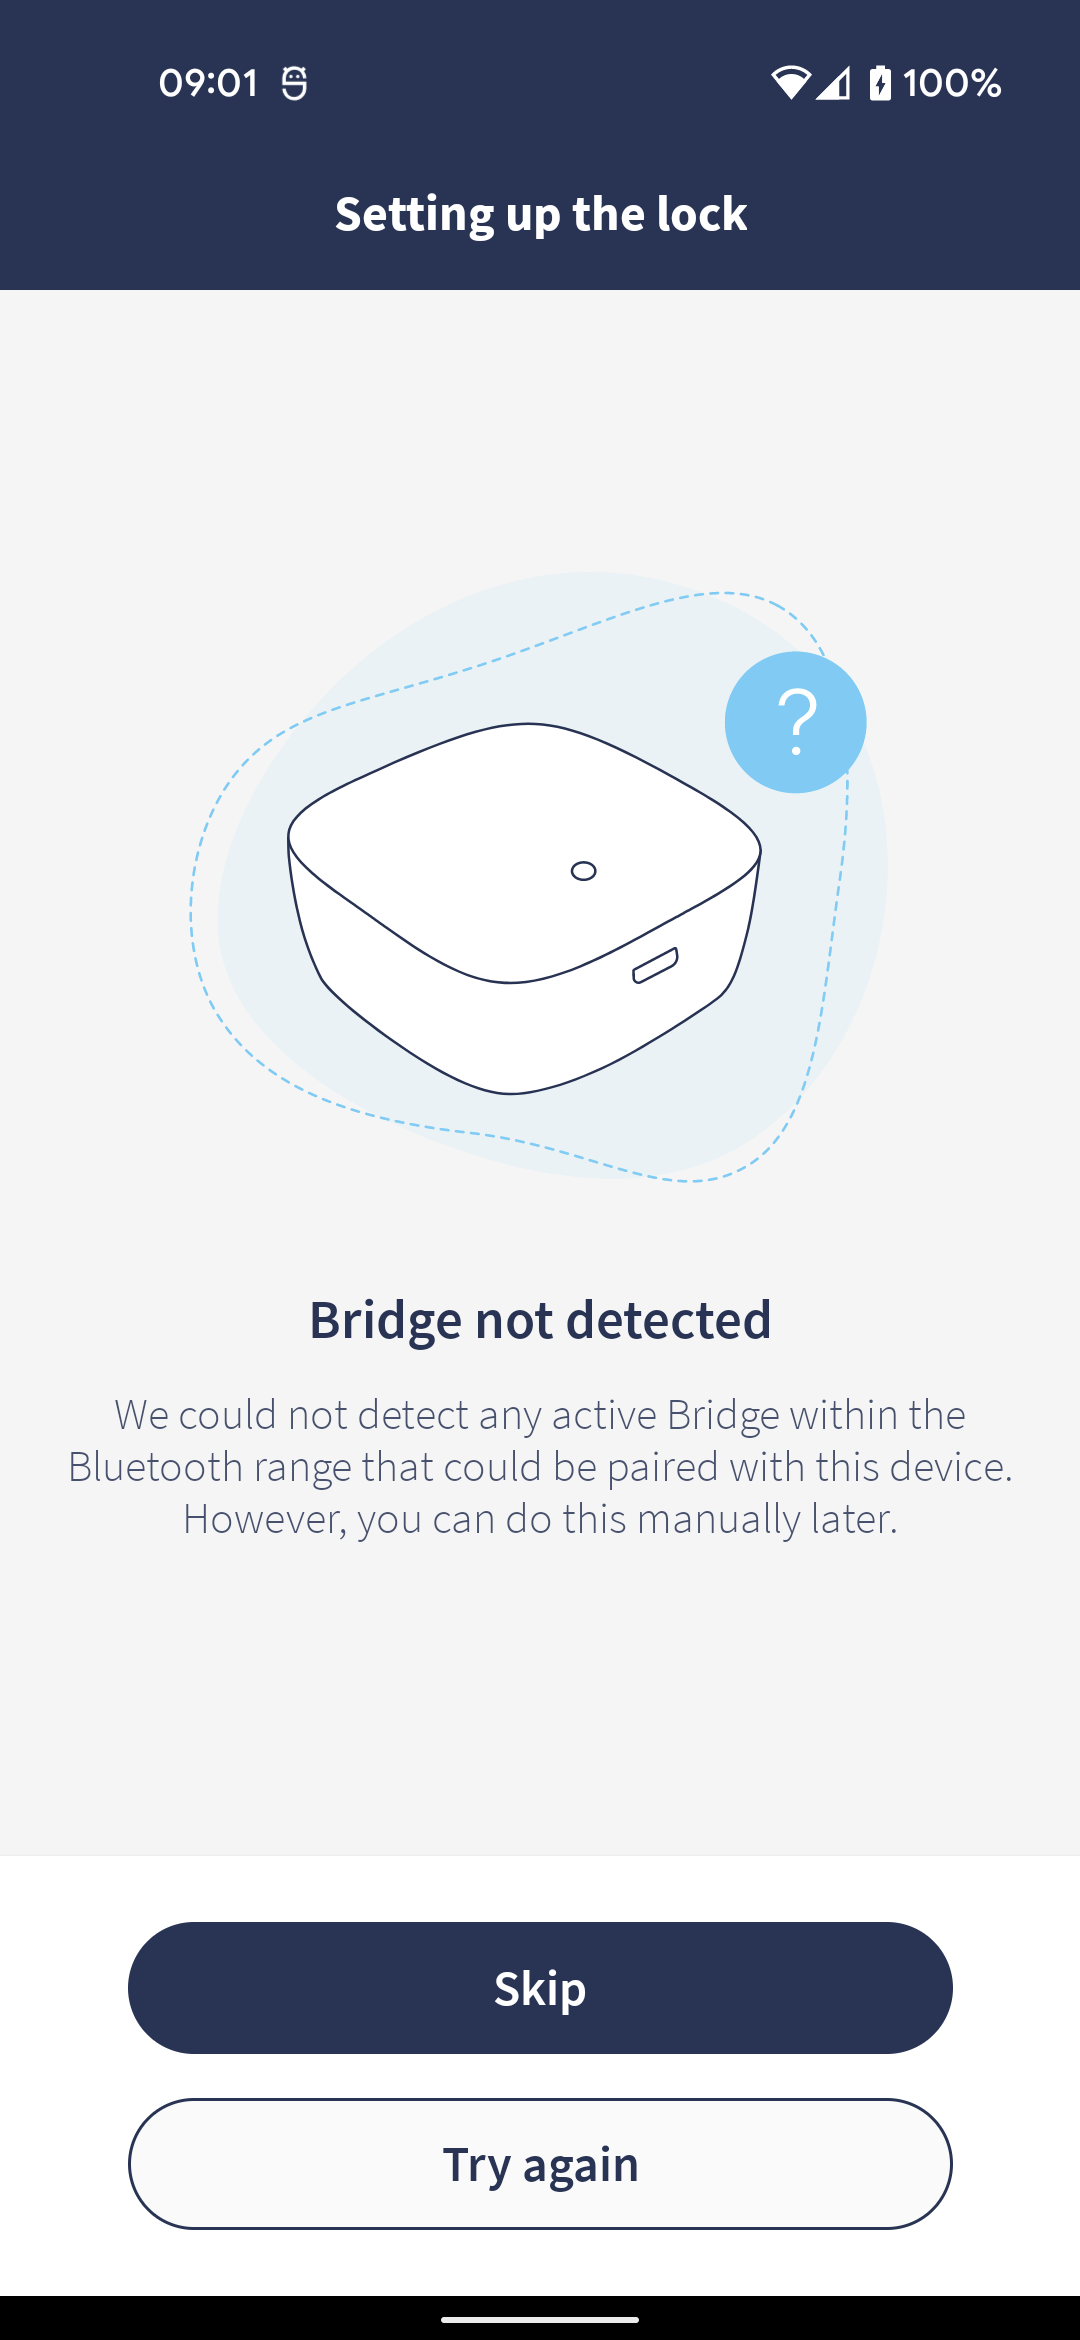 09:01
100%
Setting up the lock
?
Bridge not detected
We could not detect any active Bridge within the
Bluetooth range that could be paired with this device.
However, you can do this manually later.
Skip
Try again